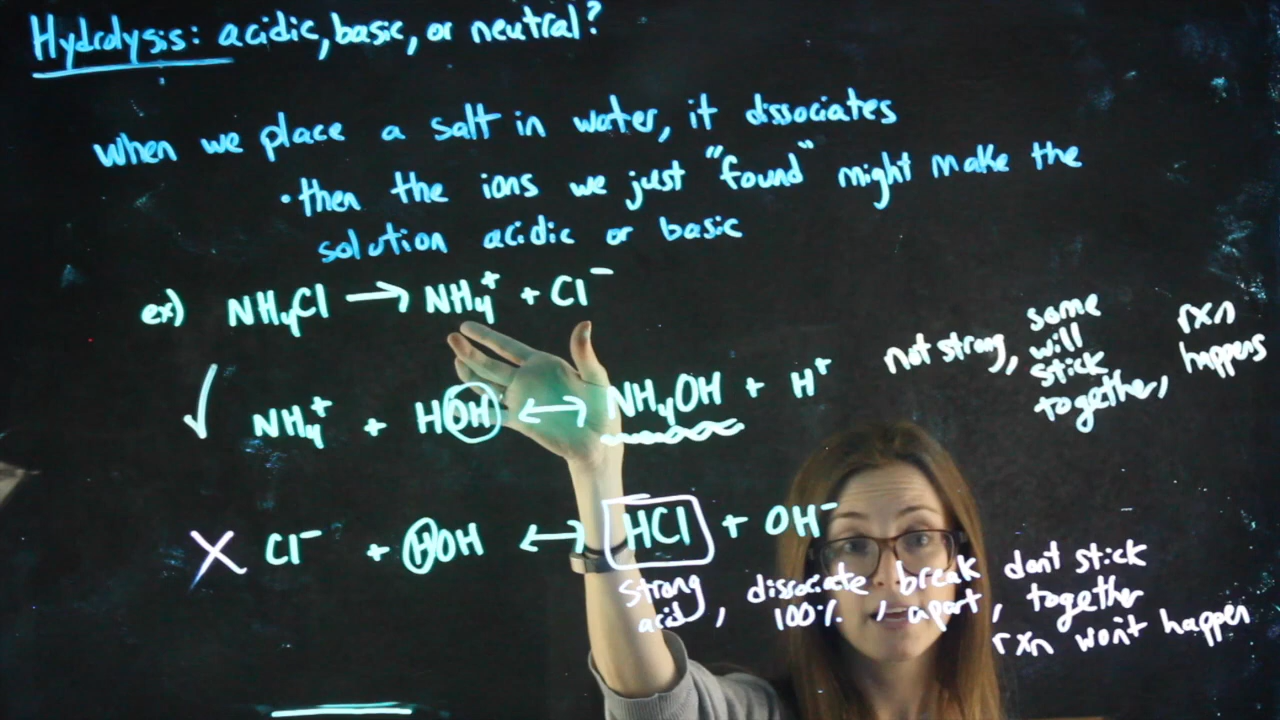 Hydrolysis: acidic, basic, or neutral?
when we place a salt in water, it dissociates
• then the ions we just "found" might make the
solution acidic or basic
ex) NH₄Cl → NH₄⁺ + Cl⁻
✓ NH₄⁺ + HOH ↔ NH₄OH + H⁺
not strong, some will stick together, rxn happens
X Cl⁻ + HOH ↔ HCl + OH⁻
strong acid, dissociate 100%, break apart, don't stick together
rxn won't happen